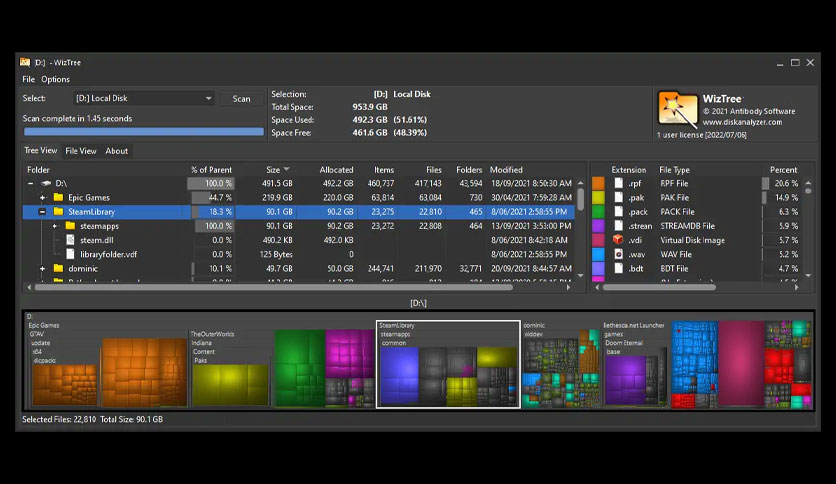 [D:] - WizTree
File Options
Select: [D:] Local Disk Scan
Scan complete in 1.45 seconds
Selection: [D:] Local Disk
Total Space: 953.9 GB
Space Used: 492.3 GB (51.61%)
Space Free: 461.6 GB (48.39%)
WizTree
© 2021 Antibody Software
www.diskanalyzer.com
1 user license [2022/07/06]
Tree View File View About
Folder % of Parent Size Allocated Items Files Folders Modified
D:\ 100.0 % 491.5 GB 492.2 GB 460,737 417,143 43,594 18/09/2021 8:50:30 AM
Epic Games 44.7 % 219.9 GB 220.0 GB 63,814 63,084 730 30/04/2021 7:59:28 AM
SteamLibrary 18.3 % 90.1 GB 90.2 GB 23,275 22,810 465 8/06/2021 2:58:55 PM
steamapps 100.0 % 90.1 GB 90.2 GB 23,272 22,808 464 13/09/2021 3:53:00 PM
steam.dll 0.0 % 490.2 KB 492.0 KB 8/06/2021 8:42:18 AM
libraryfolder.vdf 0.0 % 125 Bytes 0 8/06/2021 2:58:55 PM
dominic 10.1 % 49.7 GB 50.0 GB 244,741 211,970 32,771 20/09/2021 8:44:57 AM
Extension File Type Percent
.rpf RPF File 20.6 %
.pak PAK File 14.9 %
.pack PACK File 6.3 %
.strean STREAMDB File 5.9 %
.vdi Virtual Disk Image 5.7 %
.wav WAV File 5.2 %
.bdt BDT File 4.7 %
[D:\]
D:
Epic Games
GTAV
update
x64
dlcpacks
TheOuterWorlds
Indiana
Content
Paks
SteamLibrary
steamapps
common
dominic
olddev
Bethesda.net Launcher
games
Doom Eternal
base
Selected Files: 22,810 Total Size: 90.1 GB